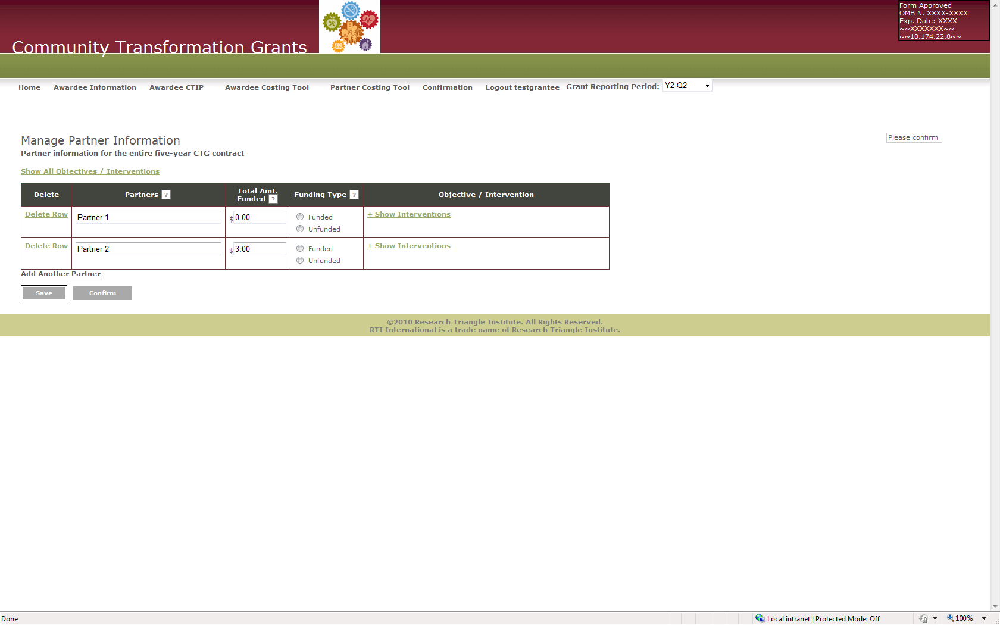 Form Approved
OMB N. XXXX-XXXX
Exp. Date: XXXX
~~XXXXXXX~~
~~10.174.22.8~~
Community Transformation Grants
Home Awardee Information Awardee CTIP Awardee Costing Tool Partner Costing Tool Confirmation Logout testgrantee Grant Reporting Period: Y2 Q2
Manage Partner Information
Please confirm
Partner information for the entire five-year CTG contract
Show All Objectives / Interventions
Delete Partners ? Total Amt. Funded ? Funding Type ? Objective / Intervention
Delete Row Partner 1 $ 0.00 Funded + Show Interventions
Unfunded
Delete Row Partner 2 $ 3.00 Funded + Show Interventions
Unfunded
Add Another Partner
Save Confirm
©2010 Research Triangle Institute. All Rights Reserved.
RTI International is a trade name of Research Triangle Institute.
Done Local intranet | Protected Mode: Off 100%